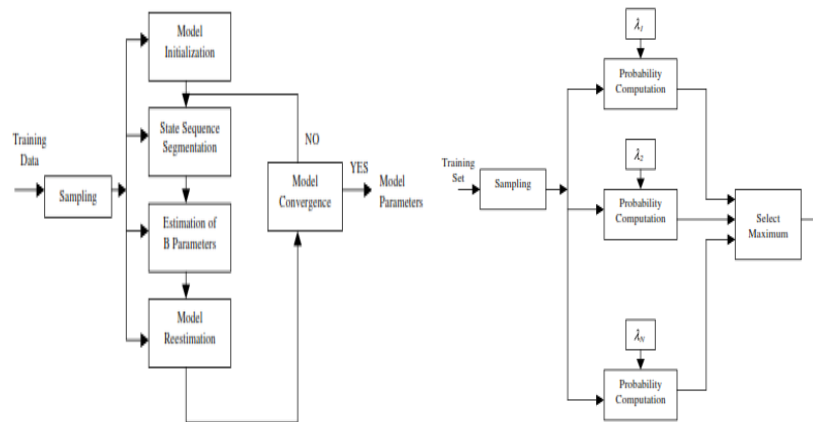 Model
Initialization
State Sequence
Segmentation
NO
Training
Data
Sampling
YES
Model
Convergence
Model
Parameters
Estimation of
B Parameters
Model
Reestimation
λ1
Probability
Computation
Training
Set
Sampling
λ2
Probability
Computation
Select
Maximum
λN
Probability
Computation